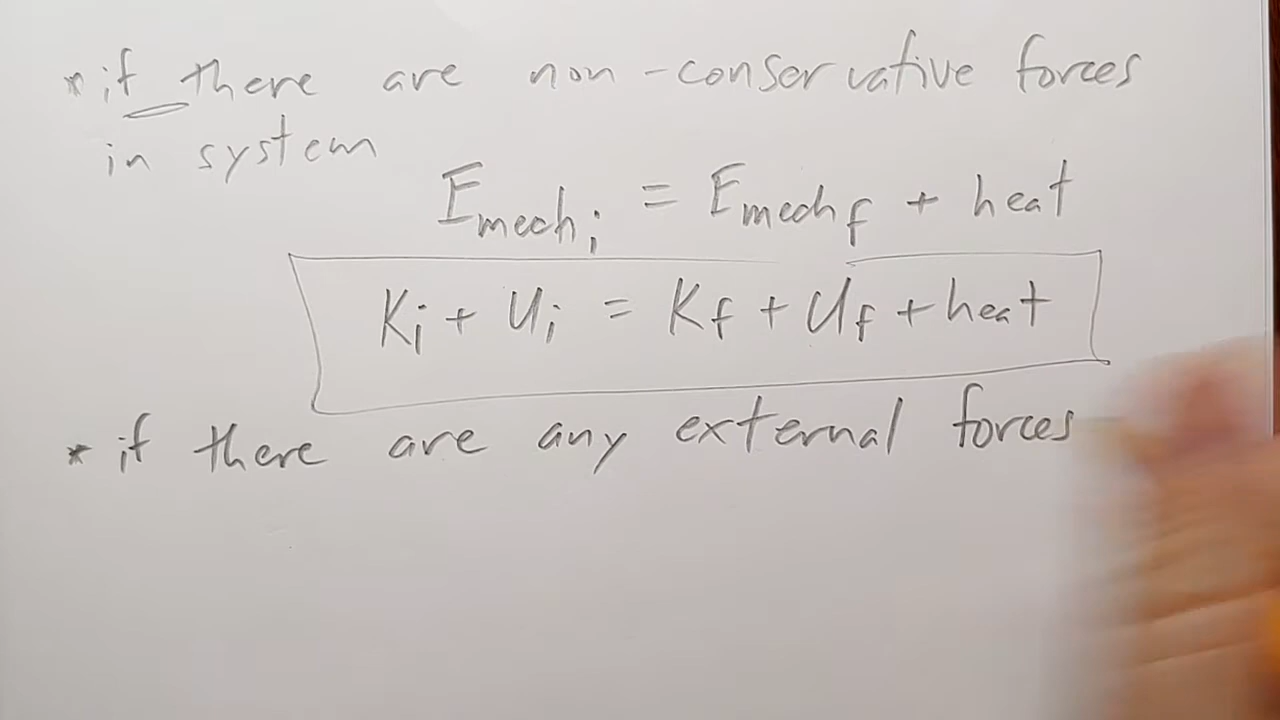 * if there are non-conservative forces
in system
Emechi = Emechf + heat
Ki + Ui = Kf + Uf + heat
* if there are any external forces